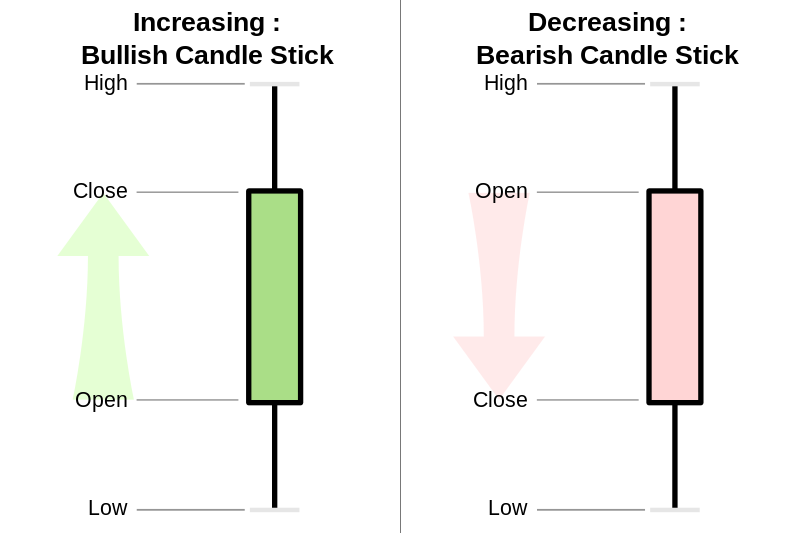 Increasing :
Bullish Candle Stick
High
Close
Open
Low
Decreasing :
Bearish Candle Stick
High
Open
Close
Low